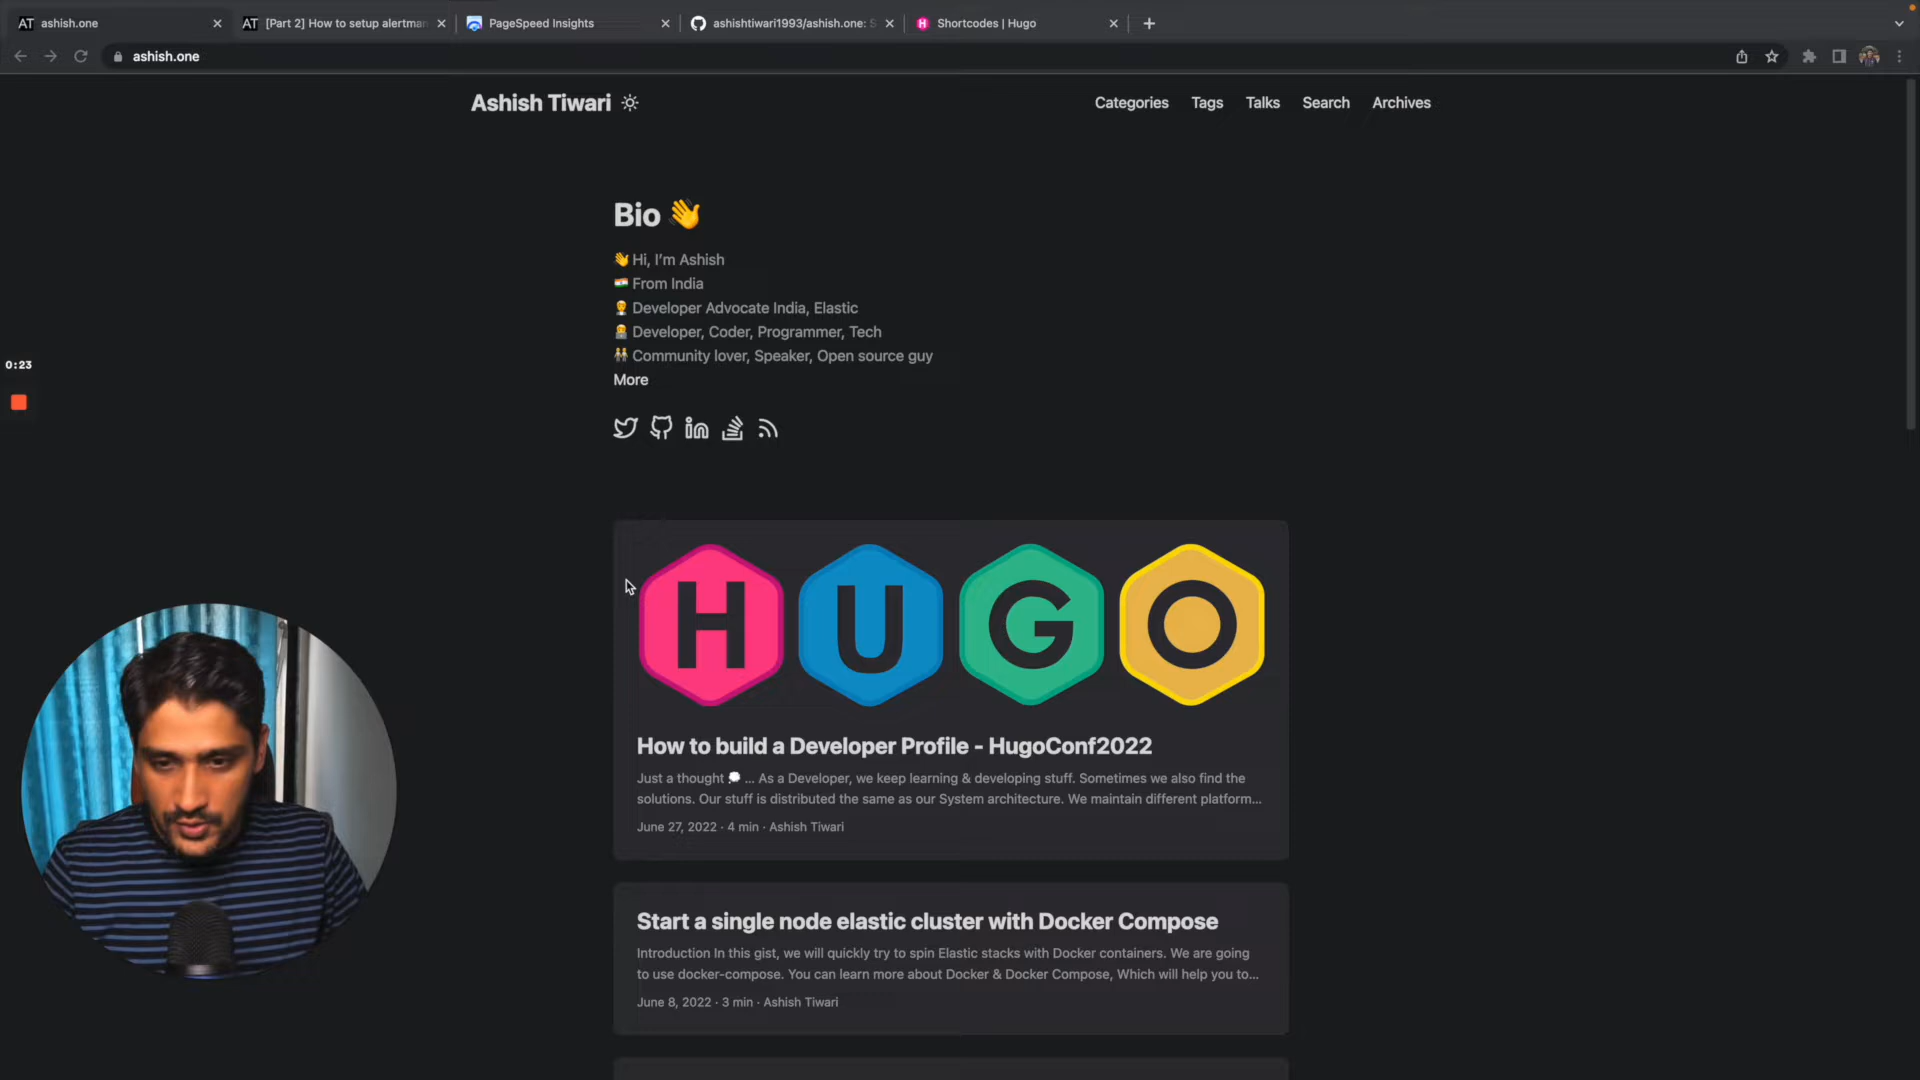 AT ashish.one
AT [Part 2] How to setup alertman
PageSpeed Insights
ashishtiwari1993/ashish.one: S
Shortcodes | Hugo
ashish.one
Ashish Tiwari
Categories Tags Talks Search Archives
Bio 👋
👋 Hi, I'm Ashish
🇮🇳 From India
Developer Advocate India, Elastic
Developer, Coder, Programmer, Tech
Community lover, Speaker, Open source guy
More
0:23
HUGO
How to build a Developer Profile - HugoConf2022
Just a thought 💭 ... As a Developer, we keep learning & developing stuff. Sometimes we also find the
solutions. Our stuff is distributed the same as our System architecture. We maintain different platform...
June 27, 2022 · 4 min · Ashish Tiwari
Start a single node elastic cluster with Docker Compose
Introduction In this gist, we will quickly try to spin Elastic stacks with Docker containers. We are going
to use docker-compose. You can learn more about Docker & Docker Compose, Which will help you to...
June 8, 2022 · 3 min · Ashish Tiwari